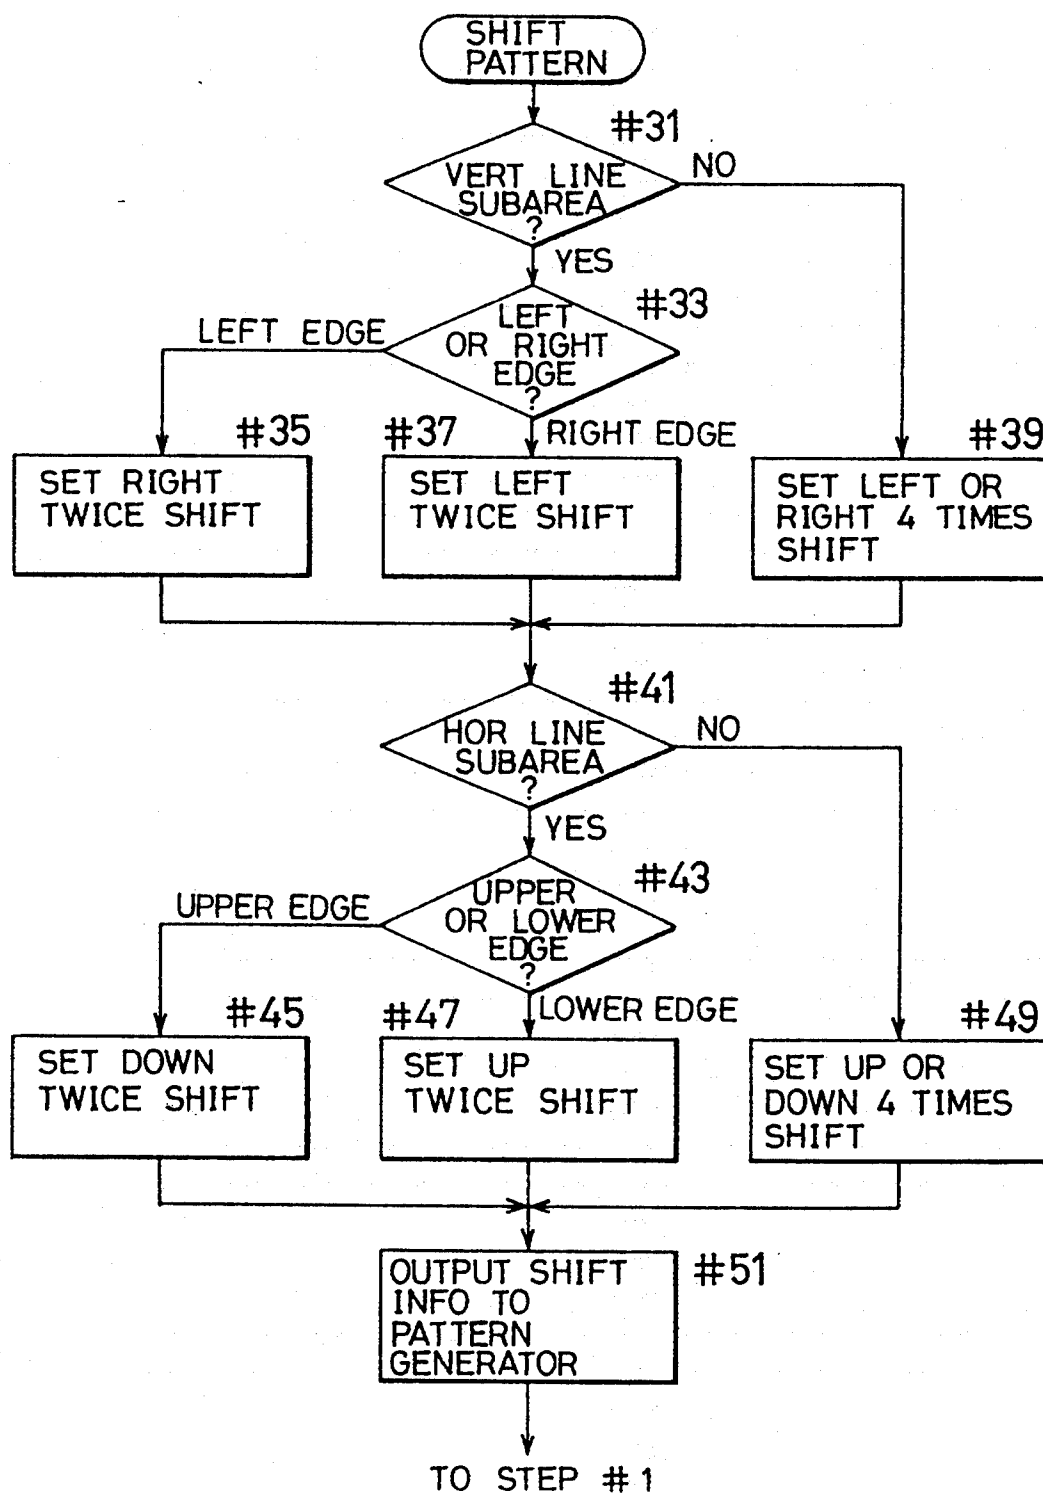 SHIFT
PATTERN
#31
VERT LINE
SUBAREA
?
NO
YES
#33
LEFT
OR RIGHT
EDGE
?
LEFT EDGE
RIGHT EDGE
#35
SET RIGHT
TWICE SHIFT
#37
SET LEFT
TWICE SHIFT
#39
SET LEFT OR
RIGHT 4 TIMES
SHIFT
#41
HOR LINE
SUBAREA
?
NO
YES
#43
UPPER
OR LOWER
EDGE
?
UPPER EDGE
LOWER EDGE
#45
SET DOWN
TWICE SHIFT
#47
SET UP
TWICE SHIFT
#49
SET UP OR
DOWN 4 TIMES
SHIFT
#51
OUTPUT SHIFT
INFO TO
PATTERN
GENERATOR
TO STEP #1